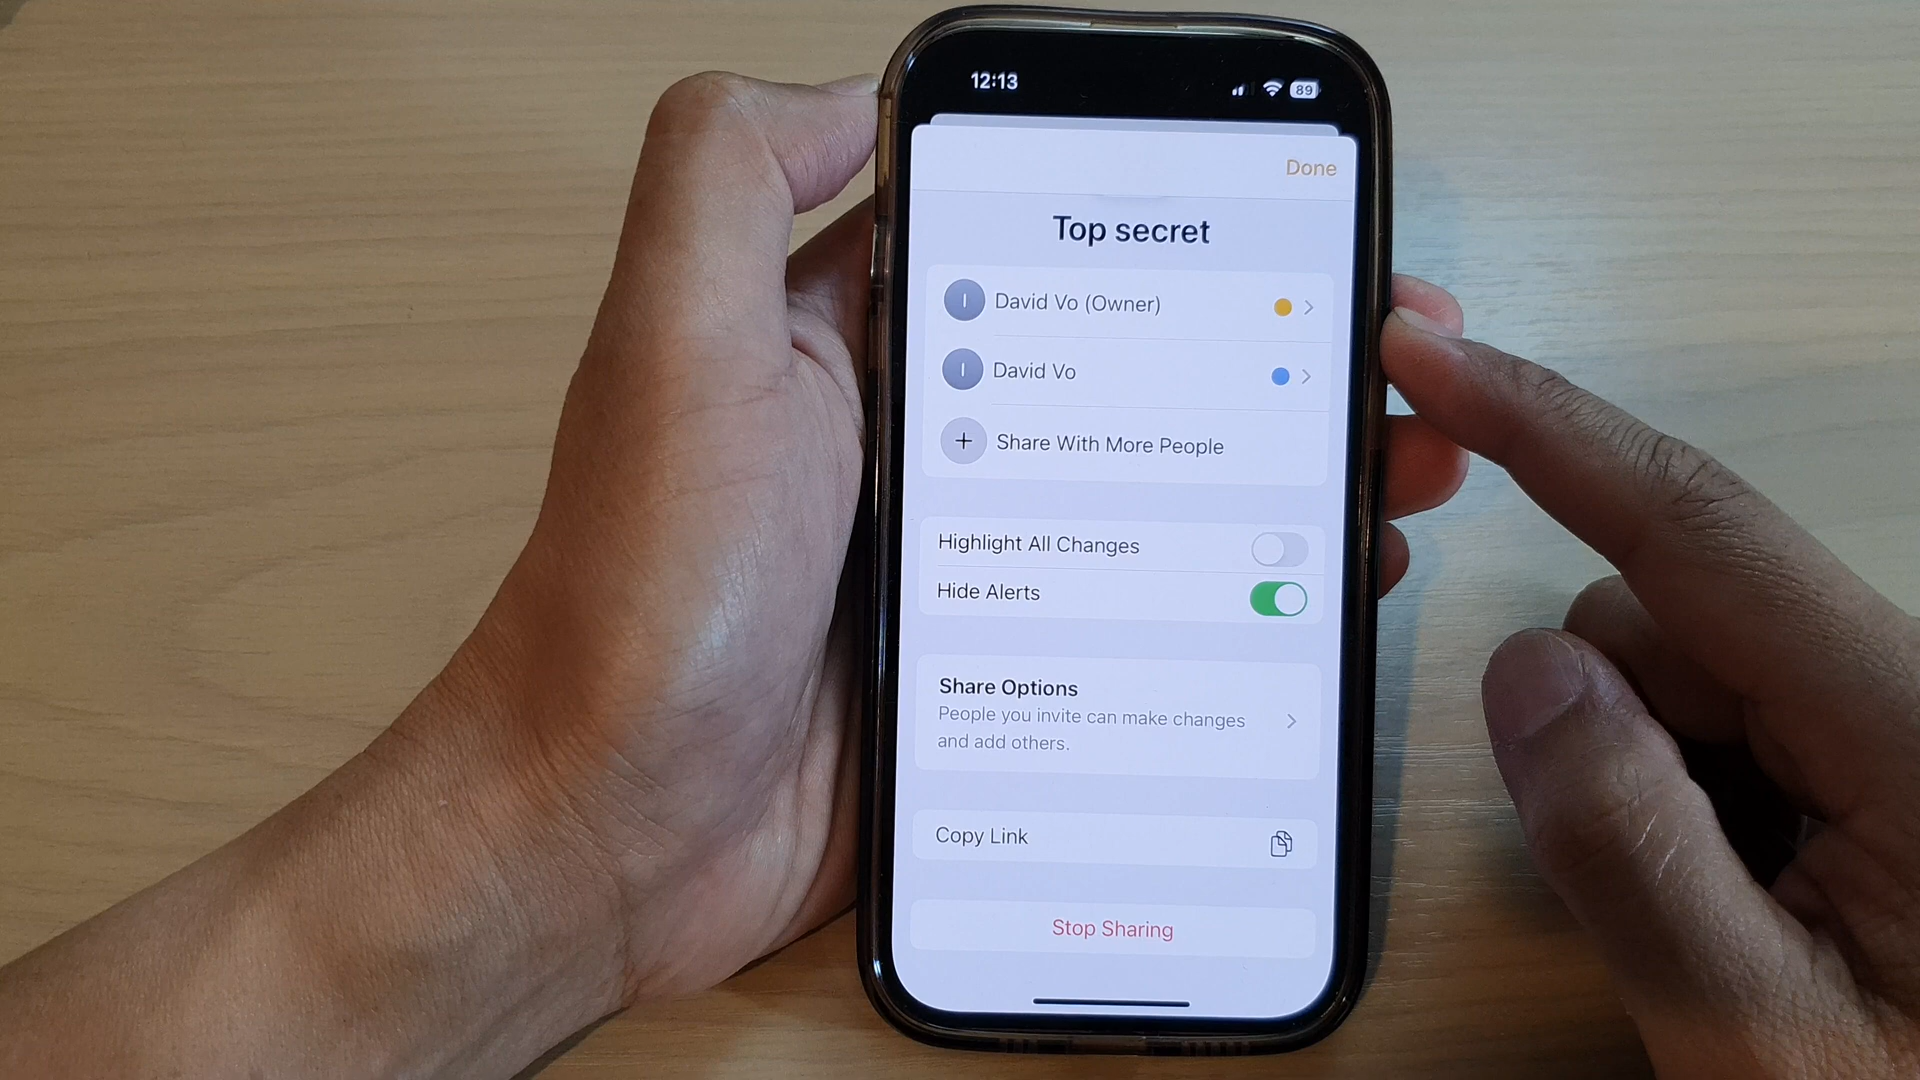 12:13
89
Done
Top secret
I David Vo (Owner)
I David Vo
+ Share With More People
Highlight All Changes
Hide Alerts
Share Options
People you invite can make changes
and add others.
Copy Link
Stop Sharing